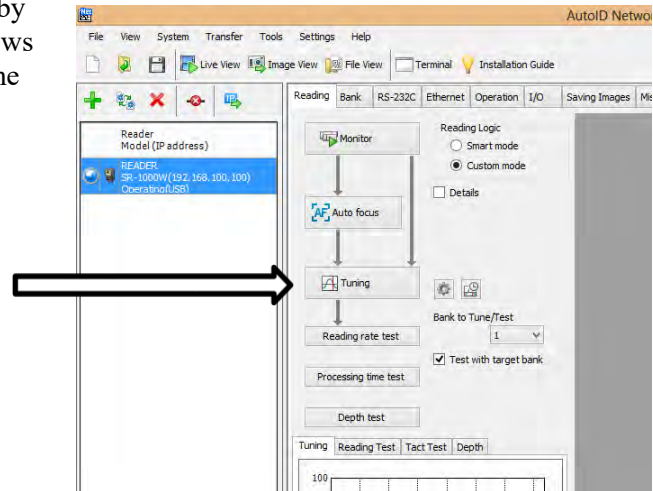 by
ws
ne
AutoID Netwo
File View System Transfer Tools Settings Help
Live View Image View File View Terminal Installation Guide
Reading Bank RS-232C Ethernet Operation I/O Saving Images Mis
Reader
Model (IP address)
READER
SR-1000W(192.168.100.100)
Operating(USB)
Monitor
Reading Logic
Smart mode
Custom mode
Details
AF Auto focus
Tuning
Bank to Tune/Test
1
Reading rate test
Test with target bank
Processing time test
Depth test
Tuning Reading Test Tact Test Depth
100